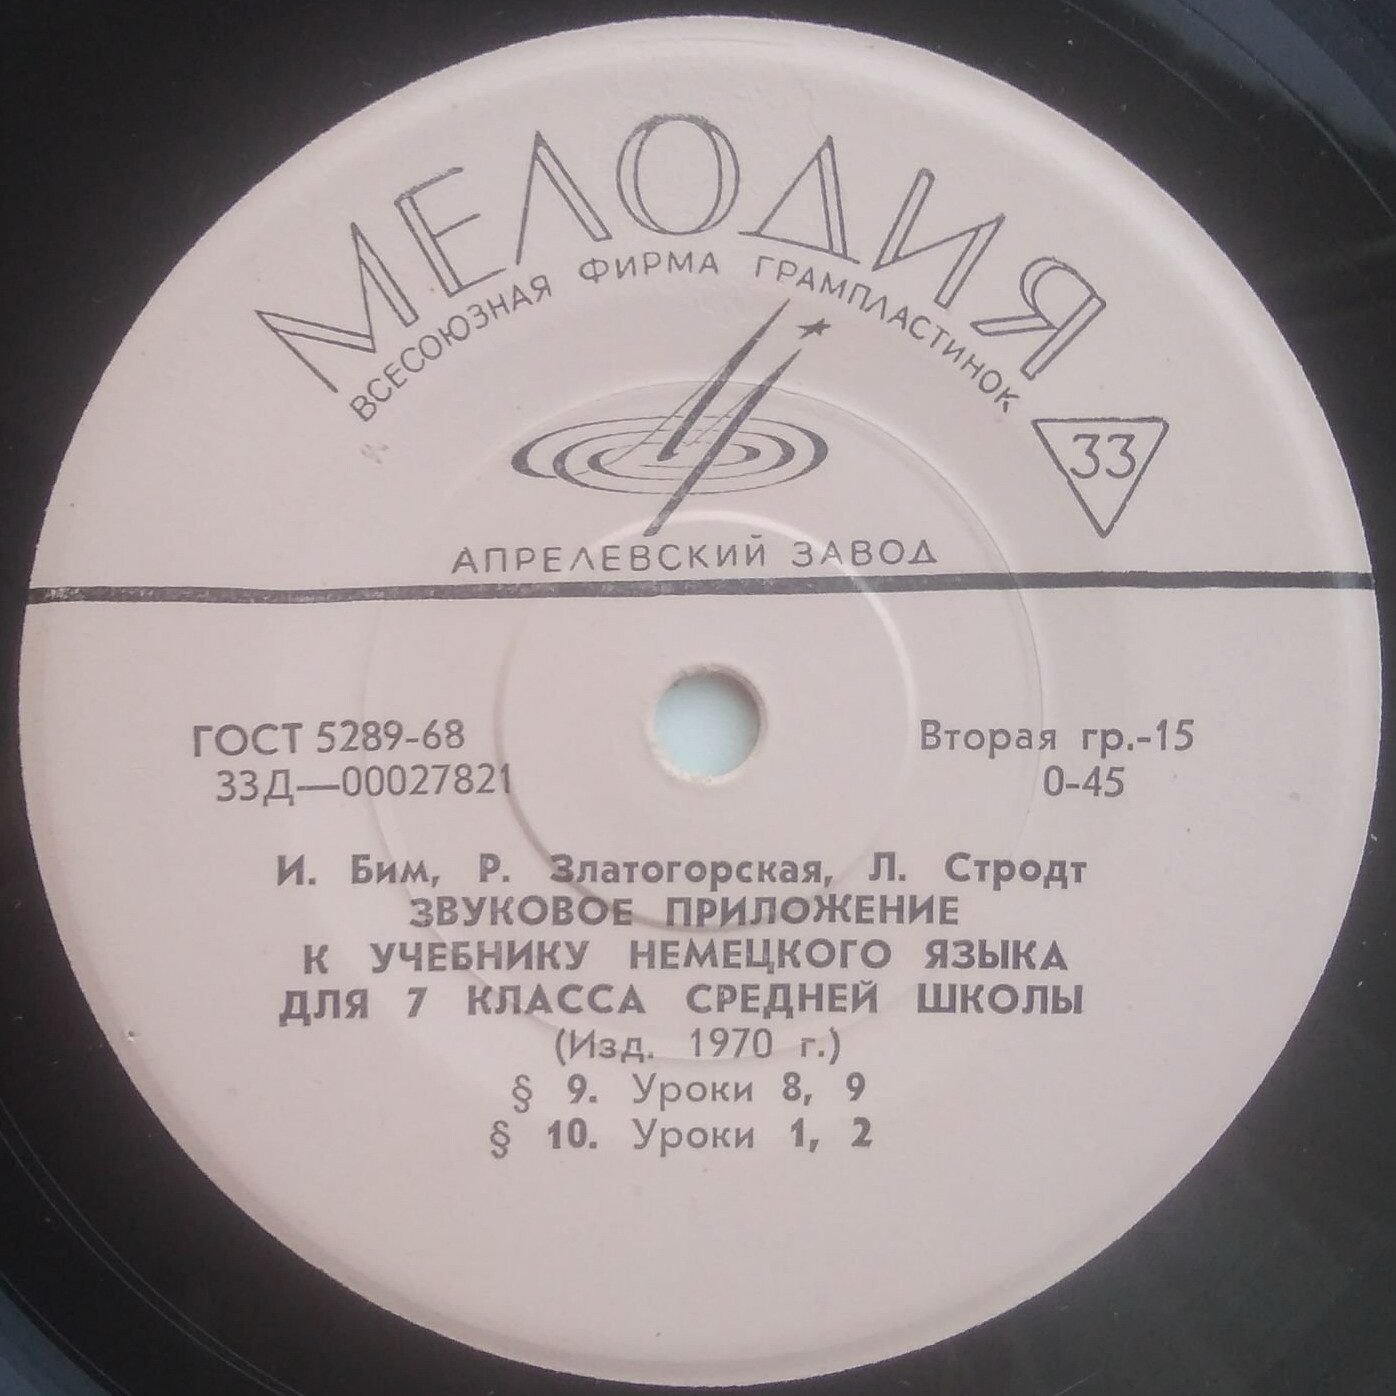 МЕЛОДИЯ
ВСЕСОЮЗНАЯ ФИРМА ГРАМПЛАСТИНОК
33
АПРЕЛЕВСКИЙ ЗАВОД
ГОСТ 5289-68
Вторая гр.-15
33Д—00027821
0-45
И. Бим, Р. Златогорская, Л. Стродт
ЗВУКОВОЕ ПРИЛОЖЕНИЕ
К УЧЕБНИКУ НЕМЕЦКОГО ЯЗЫКА
ДЛЯ 7 КЛАССА СРЕДНЕЙ ШКОЛЫ
(Изд. 1970 г.)
§ 9. Уроки 8, 9
§ 10. Уроки 1, 2